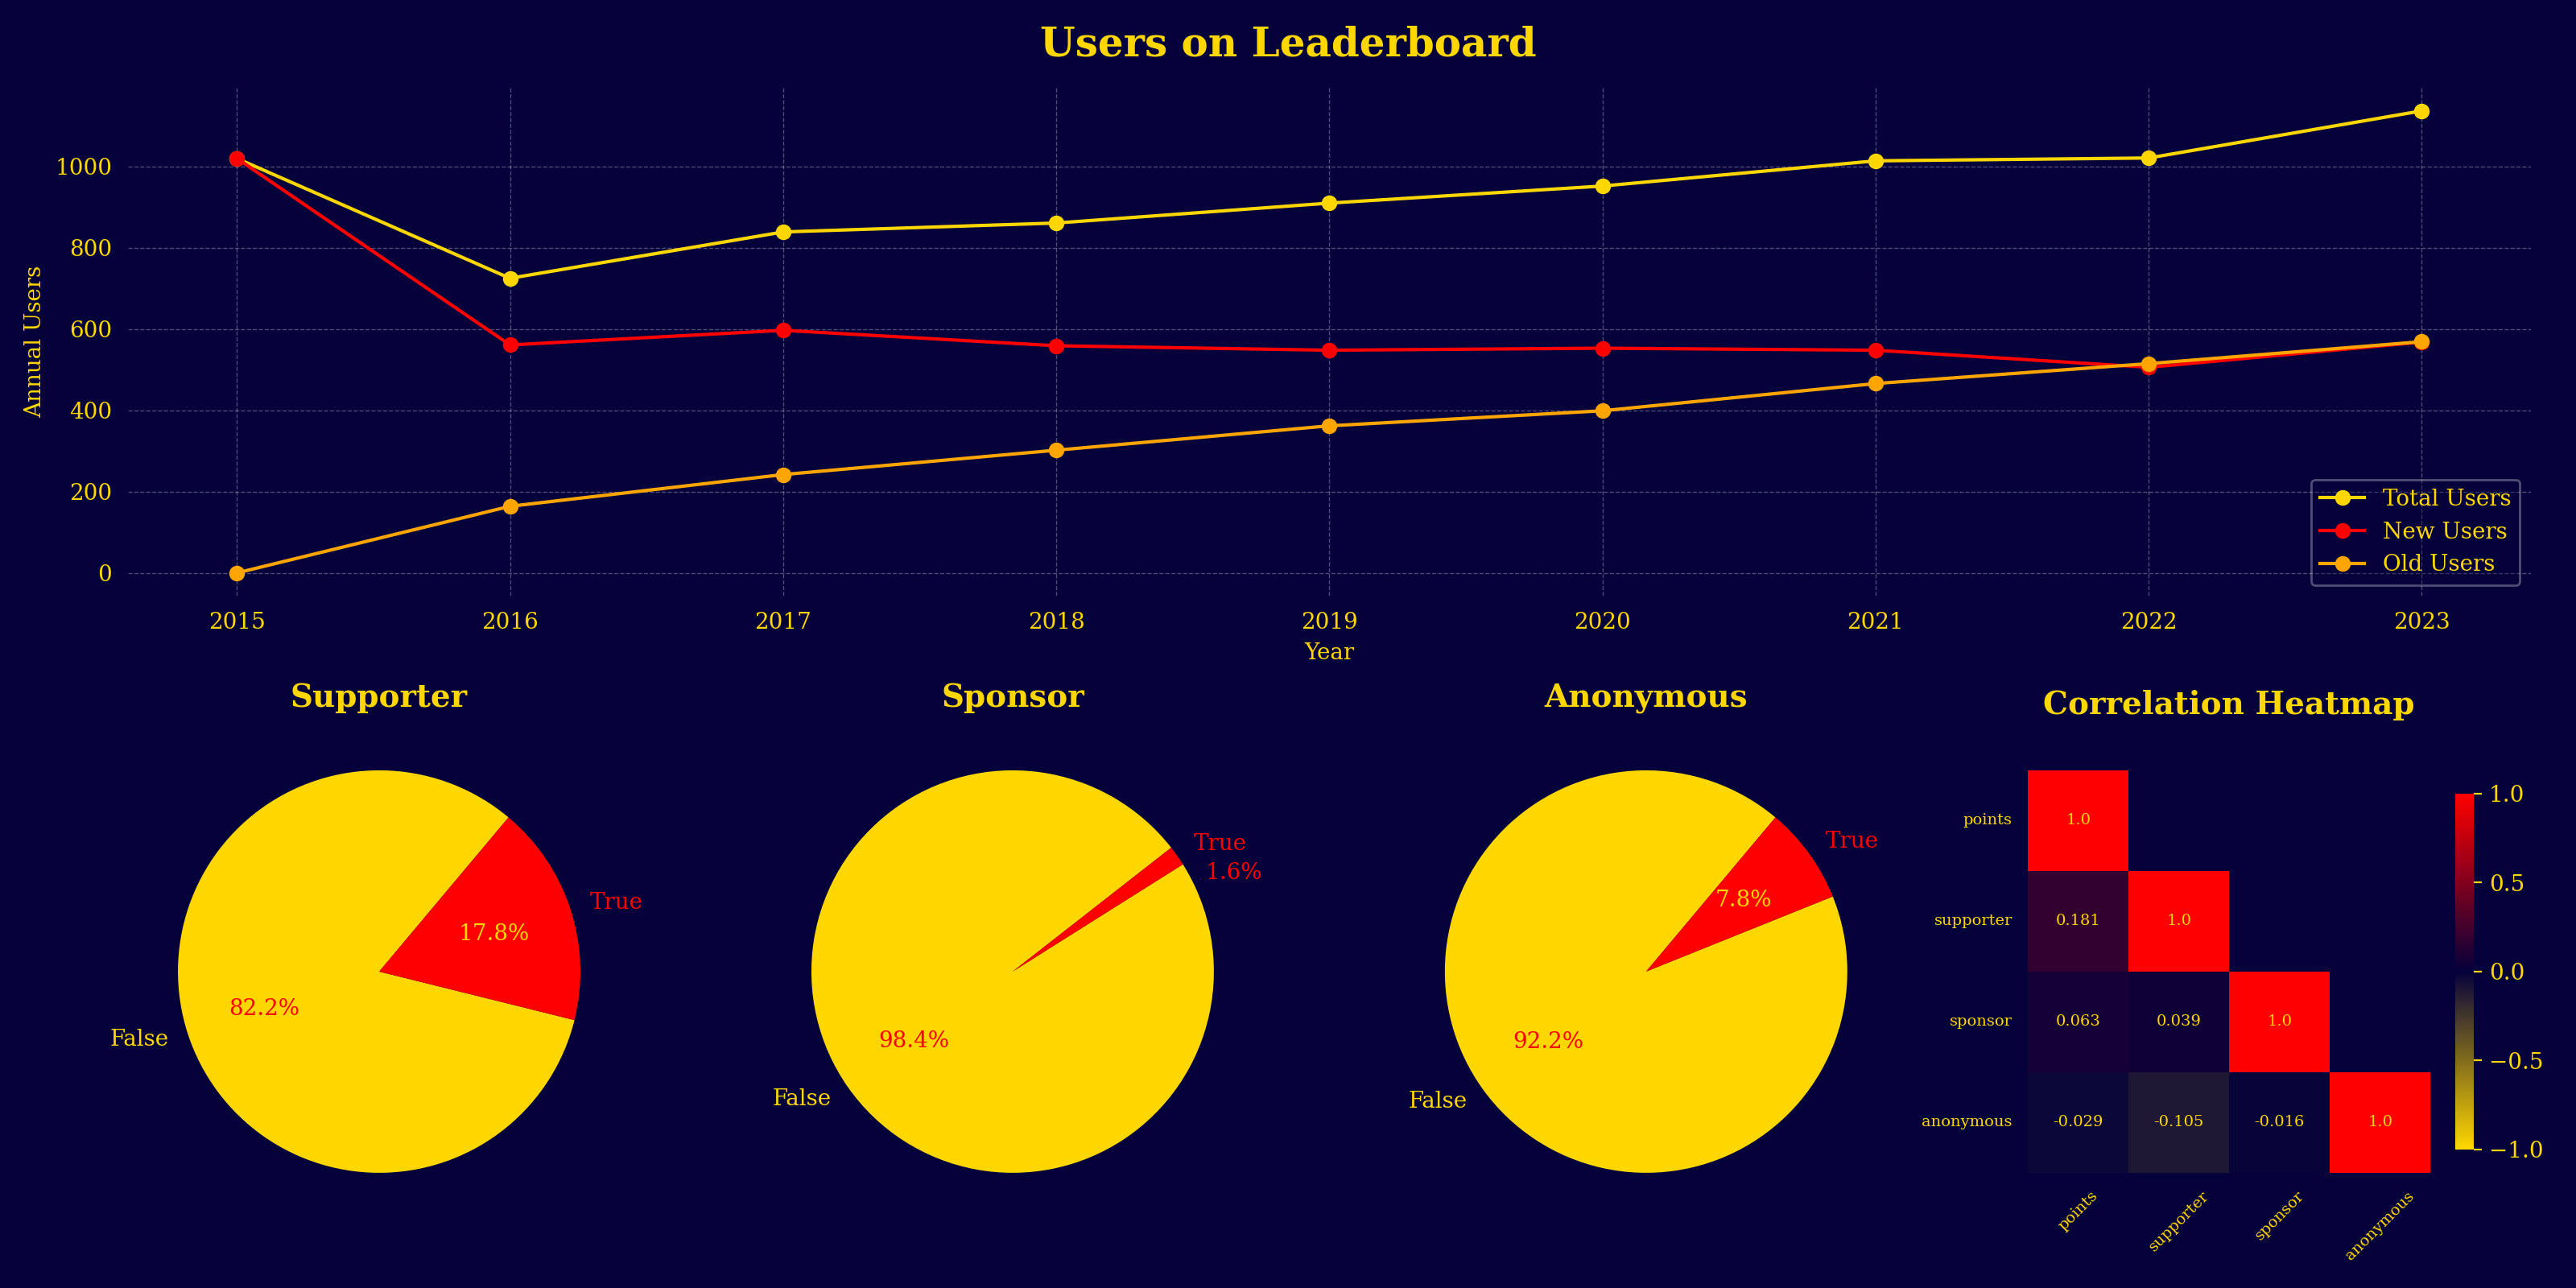 Users on Leaderboard
Annual Users
1000
800
600
400
200
0
Total Users
New Users
Old Users
2015 2016 2017 2018 2019 2020 2021 2022 2023
Year
Supporter
True
17.8%
82.2%
False
Sponsor
True
1.6%
98.4%
False
Anonymous
True
7.8%
92.2%
False
Correlation Heatmap
points 1.0
supporter 0.181 1.0
sponsor 0.063 0.039 1.0
anonymous -0.029 -0.105 -0.016 1.0
points supporter sponsor anonymous
1.0
0.5
0.0
−0.5
−1.0